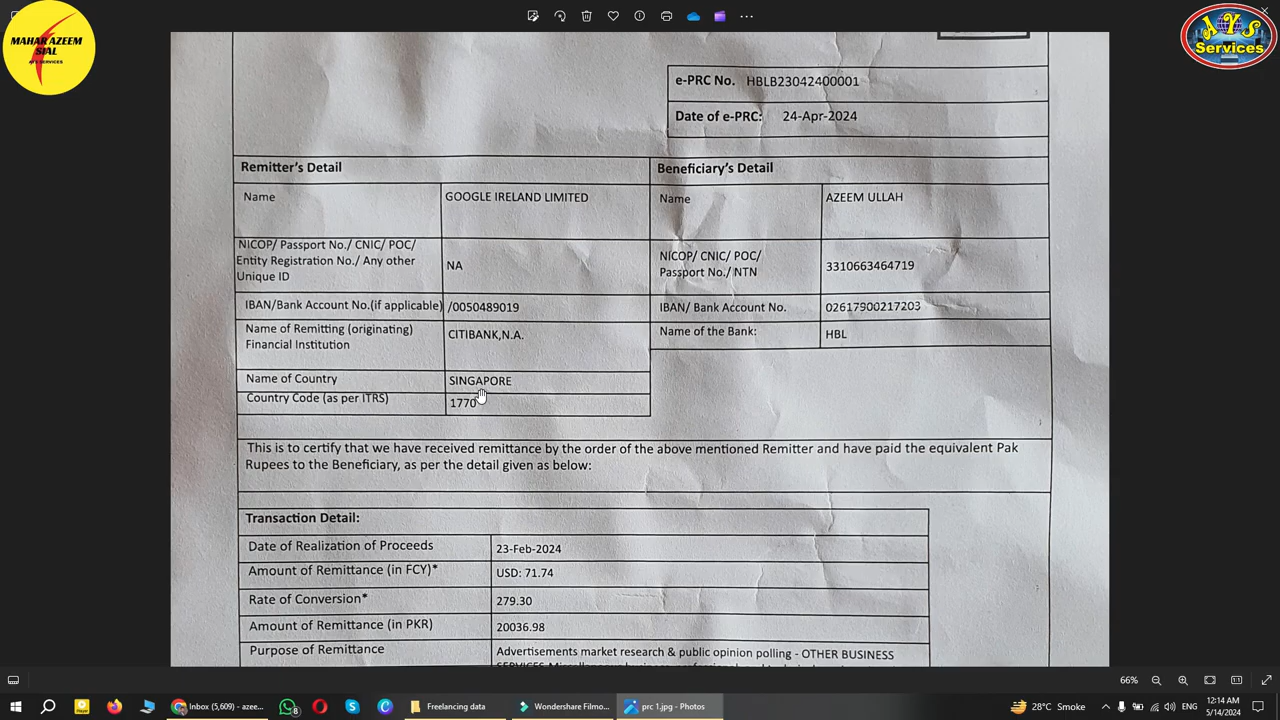 MAHAR AZEEM
SIAL
AYS SERVICES
AYS
Services
e-PRC No. HBLB23042400001
Date of e-PRC: 24-Apr-2024
Remitter's Detail
Beneficiary's Detail
Name
GOOGLE IRELAND LIMITED
Name
AZEEM ULLAH
NICOP/ Passport No./ CNIC/ POC/
Entity Registration No./ Any other
Unique ID
NA
NICOP/ CNIC/ POC/
Passport No./ NTN
3310663464719
IBAN/Bank Account No.(if applicable)
/0050489019
IBAN/ Bank Account No.
02617900217203
Name of Remitting (originating)
Financial Institution
CITIBANK,N.A.
Name of the Bank:
HBL
Name of Country
SINGAPORE
Country Code (as per ITRS)
1770
This is to certify that we have received remittance by the order of the above mentioned Remitter and have paid the equivalent Pak
Rupees to the Beneficiary, as per the detail given as below:
Transaction Detail:
Date of Realization of Proceeds
23-Feb-2024
Amount of Remittance (in FCY)*
USD: 71.74
Rate of Conversion*
279.30
Amount of Remittance (in PKR)
20036.98
Purpose of Remittance
Advertisements market research & public opinion polling - OTHER BUSINESS
66%
1:1
Inbox (5,609) - azee...
8
Freelancing data
Wondershare Filmo...
prc 1.jpg - Photos
28°C Smoke
12:14 AM
5/14/2024